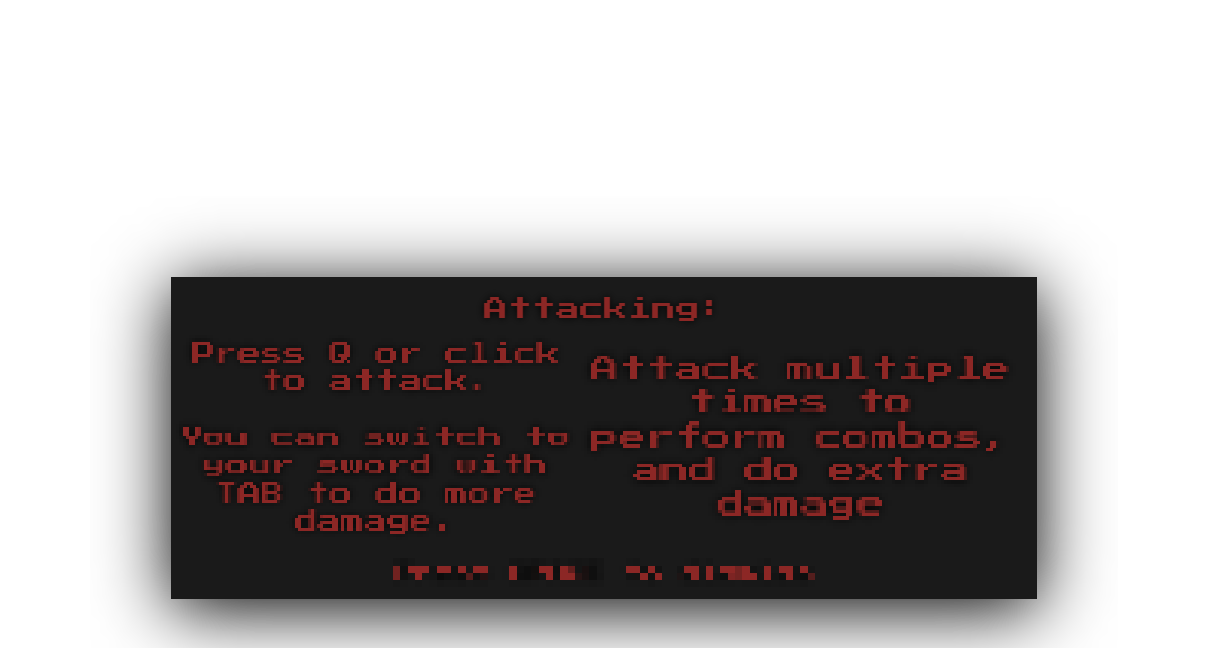 Attacking:
Press Q or click
to attack.
You can switch to
your sword with
TAB to do more
damage.
Attack multiple
times to
perform combos,
and do extra
damage